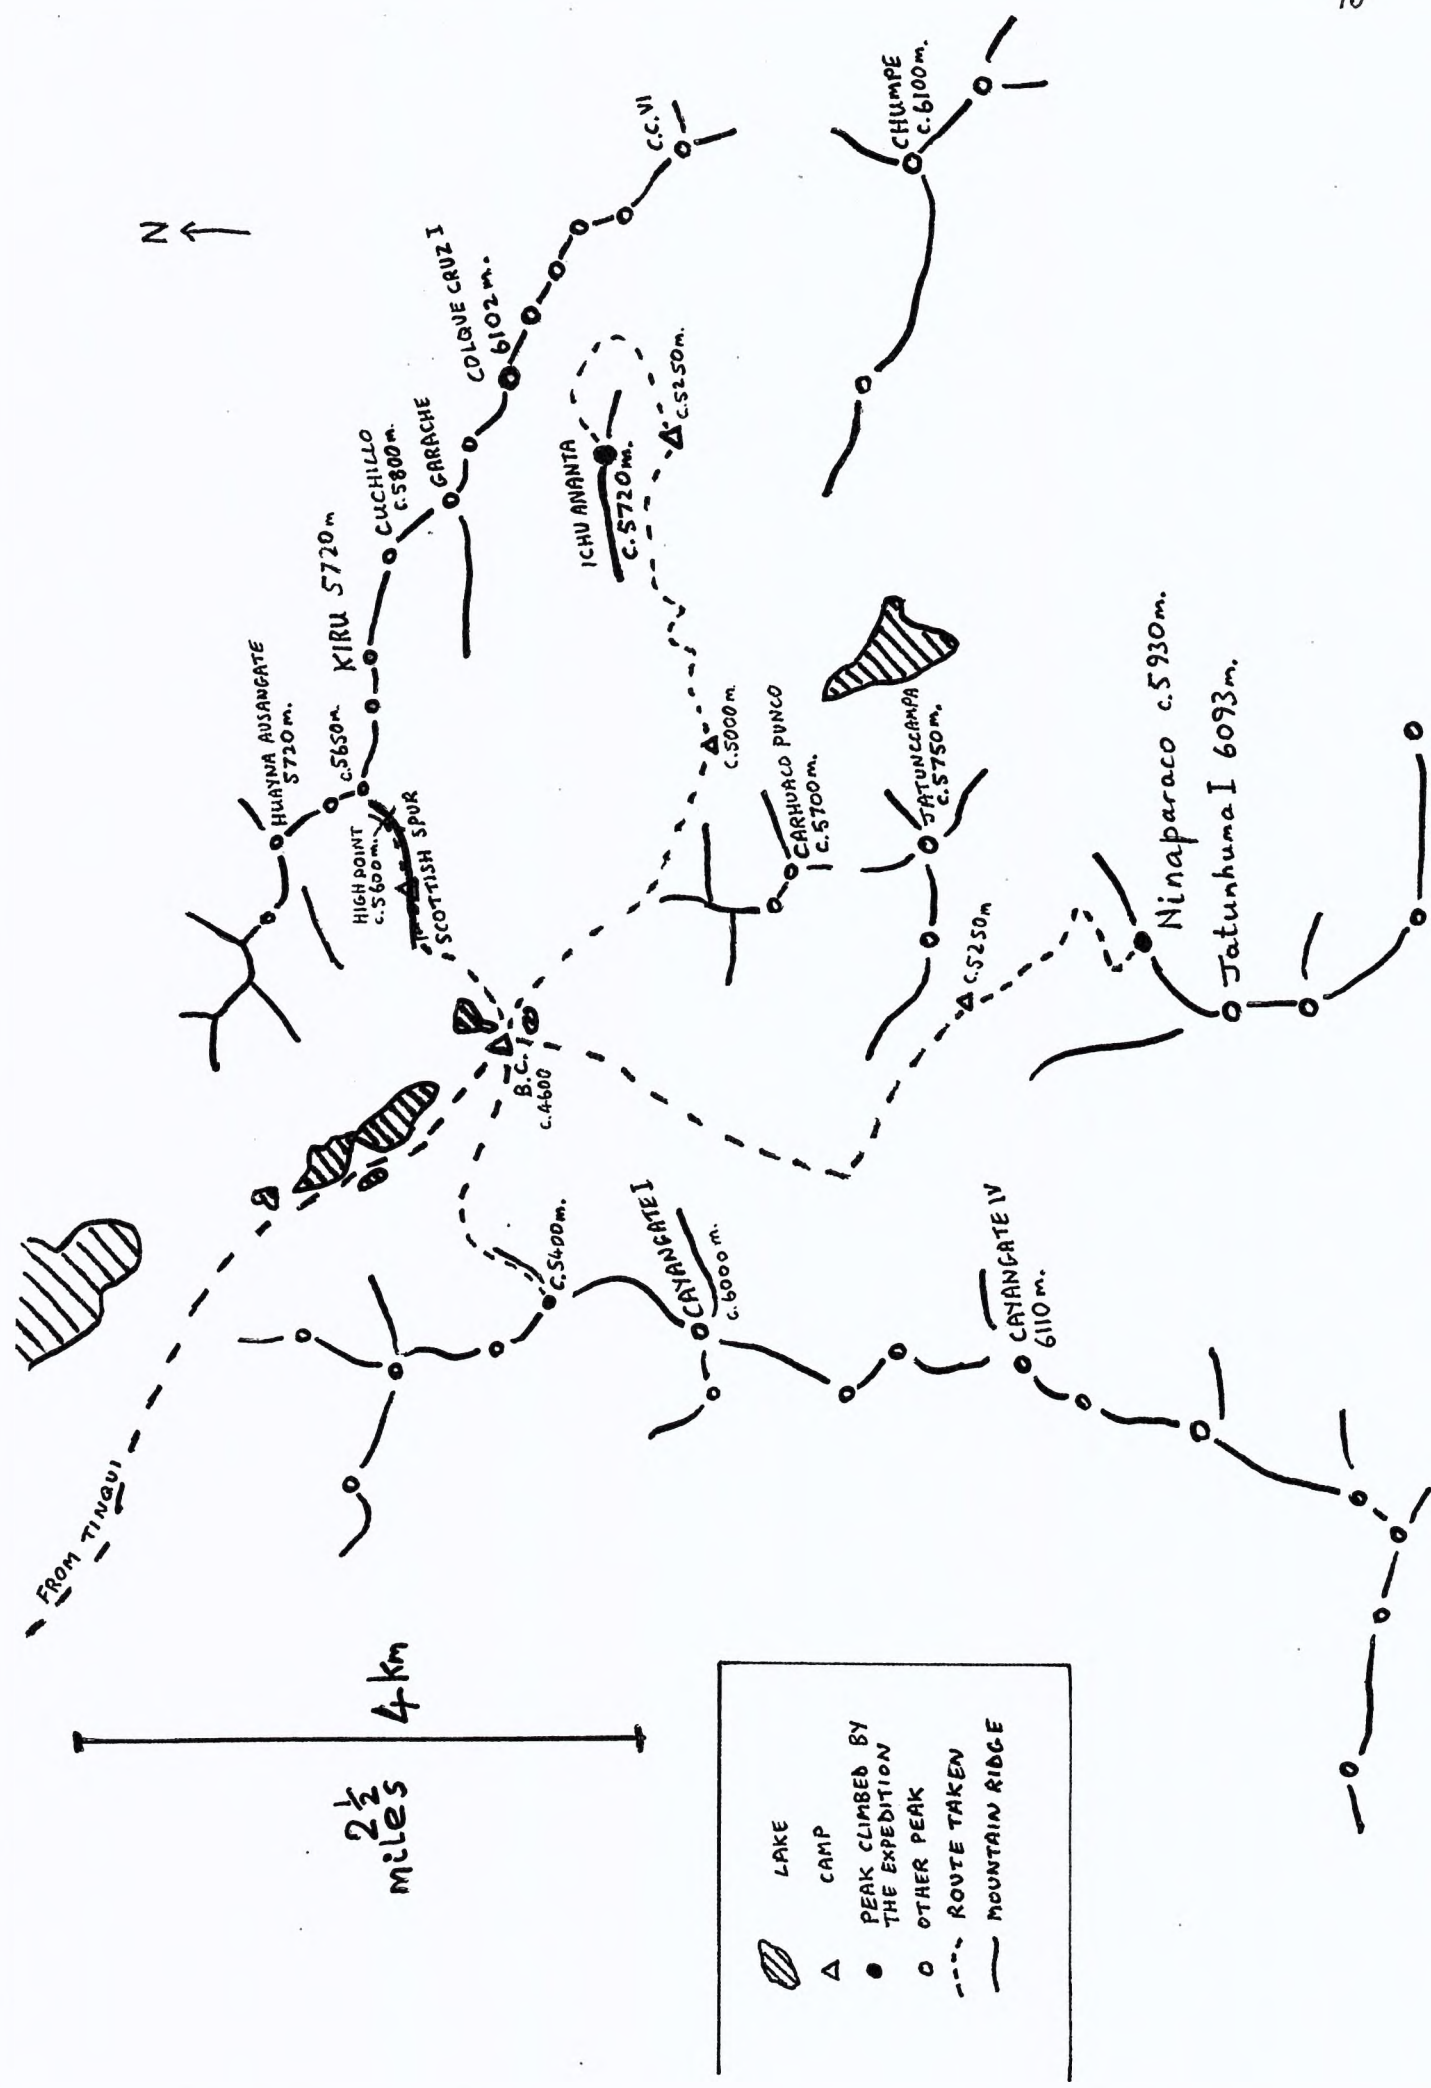 N
FROM TINQUI
HUAYNA AUSANGATE
5720m.
c.5650m
KIRU 5720m
CUCHILLO
c.5800m.
GARACHE
COLQUE CRUZ I
6102m.
C.C.VI
CHUMPE
c.6100m.
HIGH POINT
c.5600m.
SCOTTISH SPUR
ICHU ANANTA
c.5720m.
c.5250m.
c.5000m.
B.C.
c.4600
c.5400m.
CARHUACO PUNCO
c.5700m.
JATUNCCAMPA
c.5750m.
c.5250m
Ninaparaco c.5930m.
Jatunhuma I 6093m.
CAYANGATE I
c.6000m.
CAYANGATE IV
6110m.
4 km
2½
miles
LAKE
CAMP
PEAK CLIMBED BY
THE EXPEDITION
OTHER PEAK
ROUTE TAKEN
MOUNTAIN RIDGE